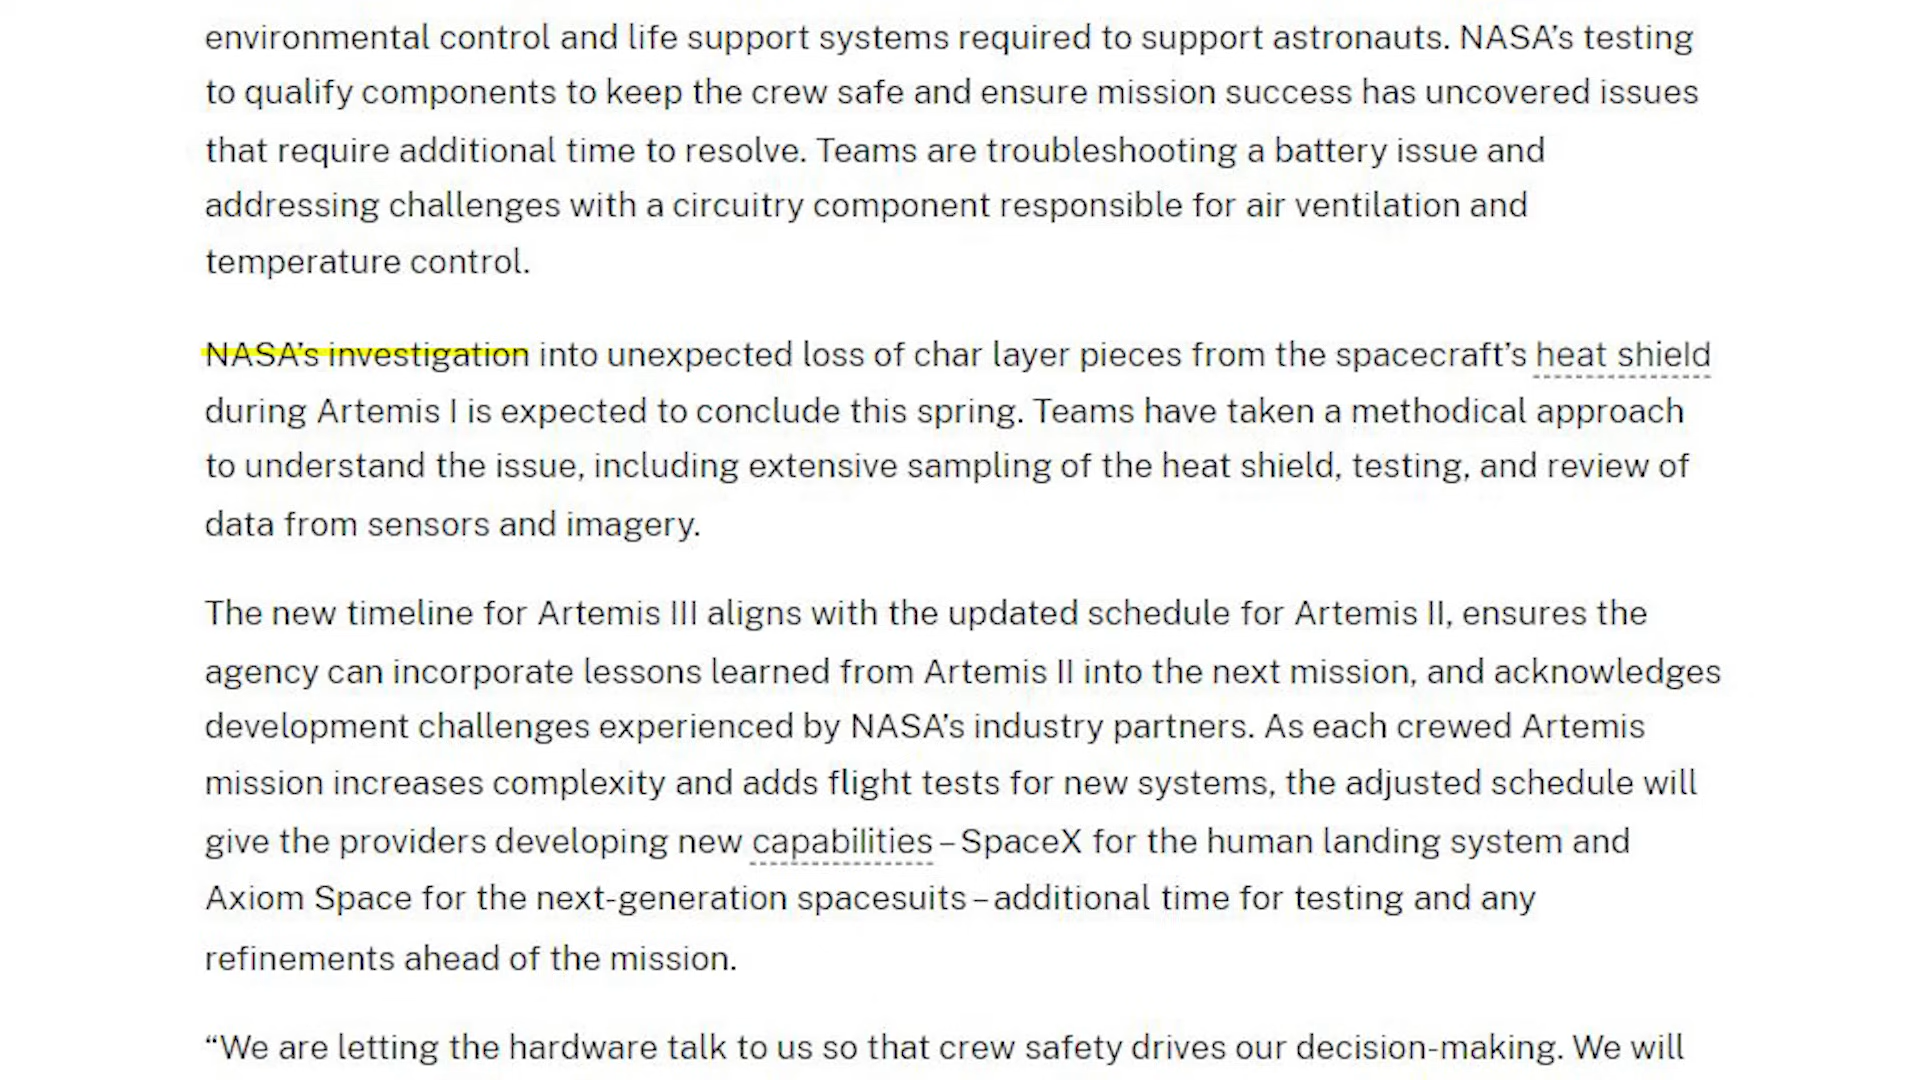 environmental control and life support systems required to support astronauts. NASA’s testing
to qualify components to keep the crew safe and ensure mission success has uncovered issues
that require additional time to resolve. Teams are troubleshooting a battery issue and
addressing challenges with a circuitry component responsible for air ventilation and
temperature control.
NASA’s investigation into unexpected loss of char layer pieces from the spacecraft’s heat shield
during Artemis I is expected to conclude this spring. Teams have taken a methodical approach
to understand the issue, including extensive sampling of the heat shield, testing, and review of
data from sensors and imagery.
The new timeline for Artemis III aligns with the updated schedule for Artemis II, ensures the
agency can incorporate lessons learned from Artemis II into the next mission, and acknowledges
development challenges experienced by NASA’s industry partners. As each crewed Artemis
mission increases complexity and adds flight tests for new systems, the adjusted schedule will
give the providers developing new capabilities – SpaceX for the human landing system and
Axiom Space for the next-generation spacesuits – additional time for testing and any
refinements ahead of the mission.
“We are letting the hardware talk to us so that crew safety drives our decision-making. We will